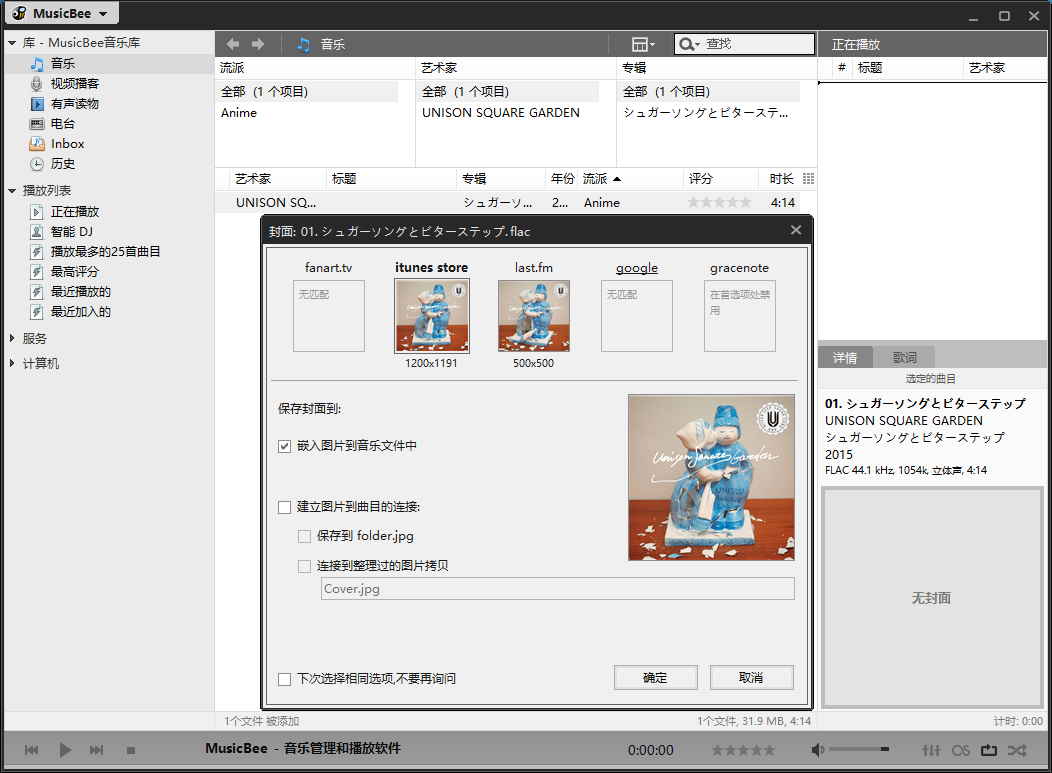 MusicBee
库 - MusicBee音乐库
音乐
视频播客
有声读物
电台
Inbox
历史
播放列表
正在播放
智能 DJ
播放最多的25首曲目
最高评分
最近播放的
最近加入的
服务
计算机
音乐
查找
流派 艺术家 专辑
全部 (1 个项目) 全部 (1 个项目) 全部 (1 个项目)
Anime UNISON SQUARE GARDEN シュガーソングとビターステ...
艺术家 标题 专辑 年份 流派 评分 时长
UNISON SQ... シュガーソ... 2... Anime 4:14
封面: 01. シュガーソングとビターステップ.flac
fanart.tv itunes store last.fm google gracenote
无匹配 无匹配 在首选项处禁用
1200x1191 500x500
保存封面到:
嵌入图片到音乐文件中
Unison Square Garden
U
建立图片到曲目的连接:
保存到 folder.jpg
连接到整理过的图片拷贝
Cover.jpg
下次选择相同选项,不要再询问
确定 取消
正在播放
# 标题 艺术家
详情 歌词
选定的曲目
01. シュガーソングとビターステップ
UNISON SQUARE GARDEN
シュガーソングとビターステップ
2015
FLAC 44.1 kHz, 1054k, 立体声, 4:14
无封面
1个文件 被添加 1个文件, 31.9 MB, 4:14 计时: 0:00
MusicBee - 音乐管理和播放软件 0:00:00